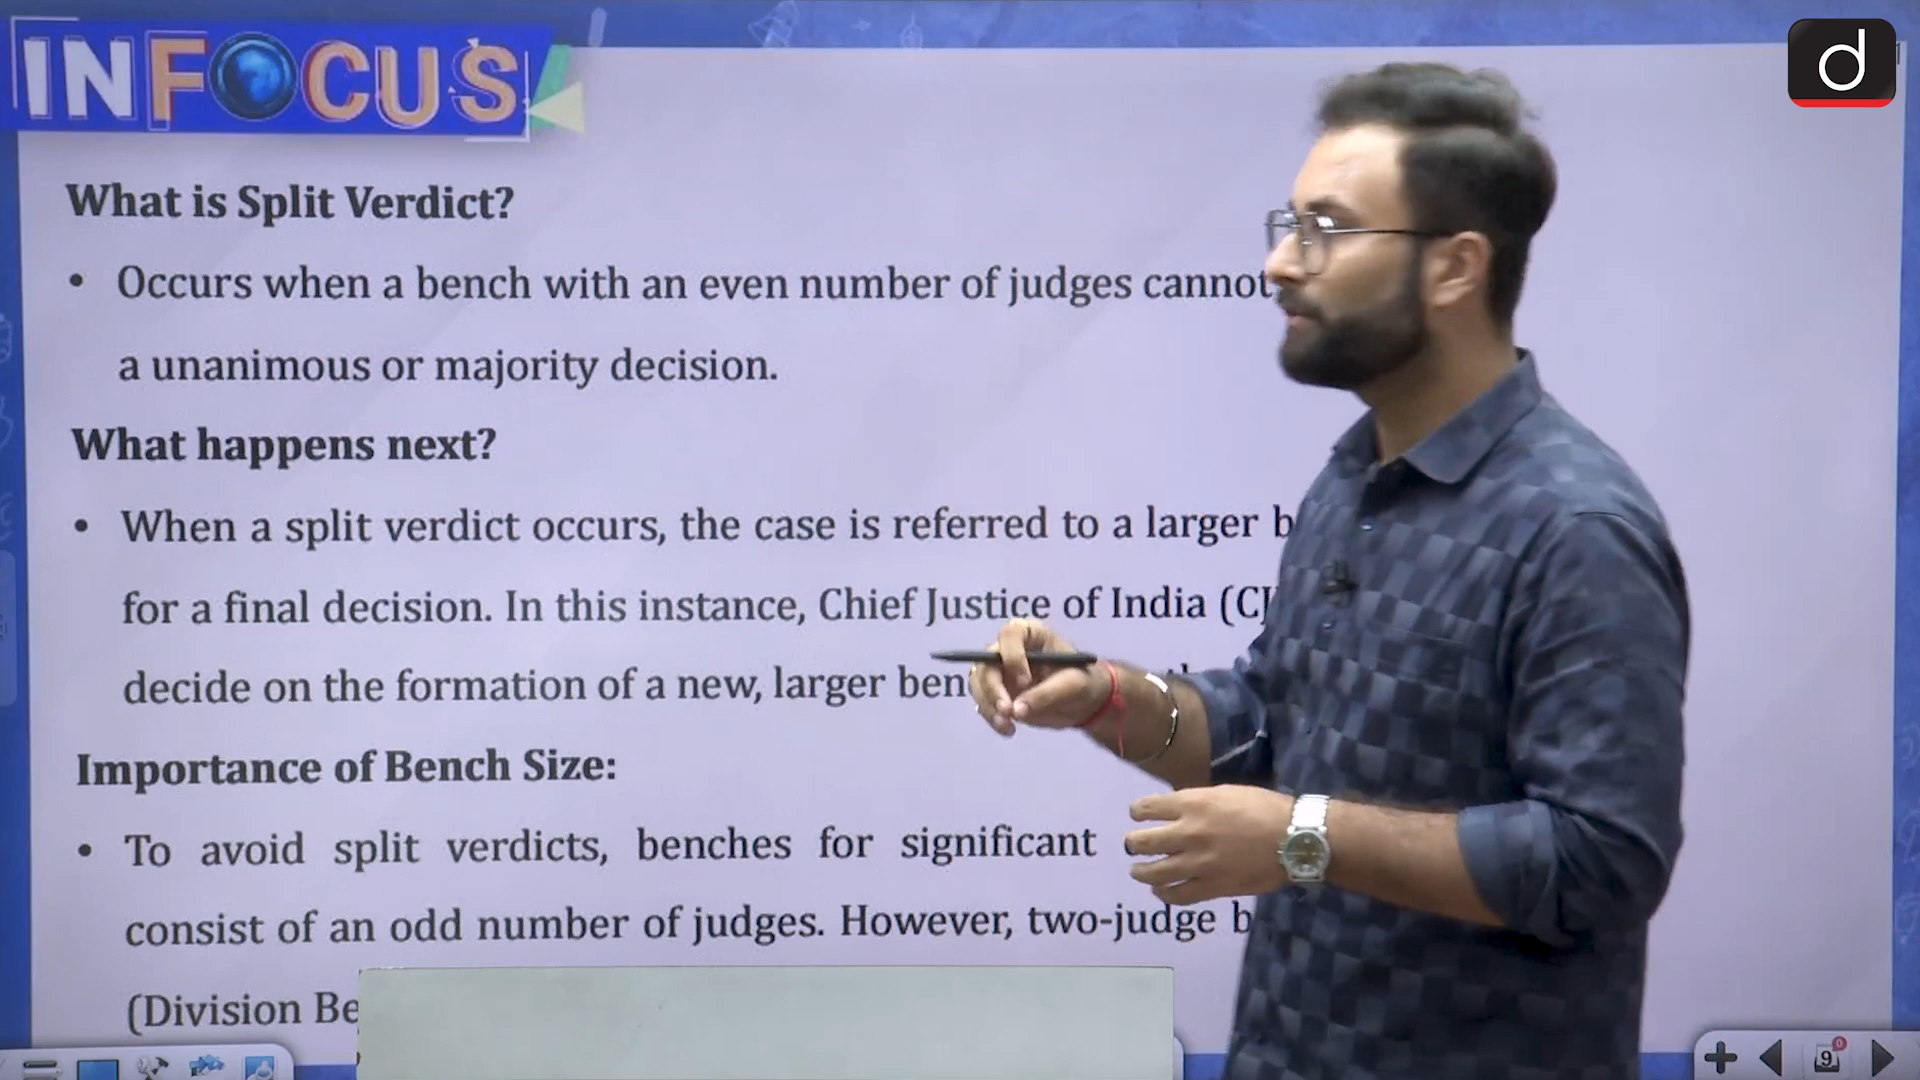 INFOCUS
d
What is Split Verdict?
• Occurs when a bench with an even number of judges cannot
a unanimous or majority decision.
What happens next?
• When a split verdict occurs, the case is referred to a larger
for a final decision. In this instance, Chief Justice of India
decide on the formation of a new, larger
Importance of Bench Size:
• To avoid split verdicts, benches for significant
consist of an odd number of judges. However, two-judge
(Division
9
0